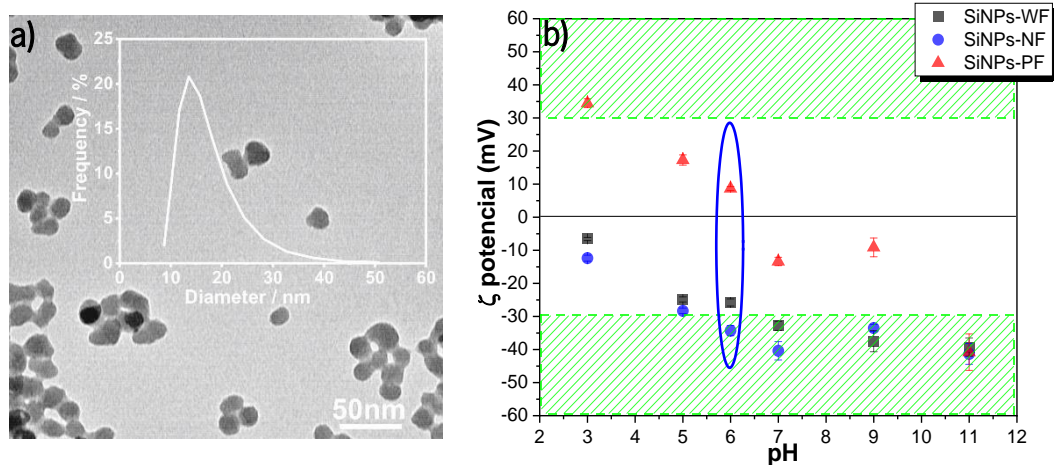 a)
25
20
15
10
5
0
Frequency / %
0 10 20 30 40 50 60
Diameter / nm
50nm
b)
SiNPs-WF
SiNPs-NF
SiNPs-PF
60
50
40
30
20
10
0
-10
-20
-30
-40
-50
-60
ζ potencial (mV)
2 3 4 5 6 7 8 9 10 11 12
pH